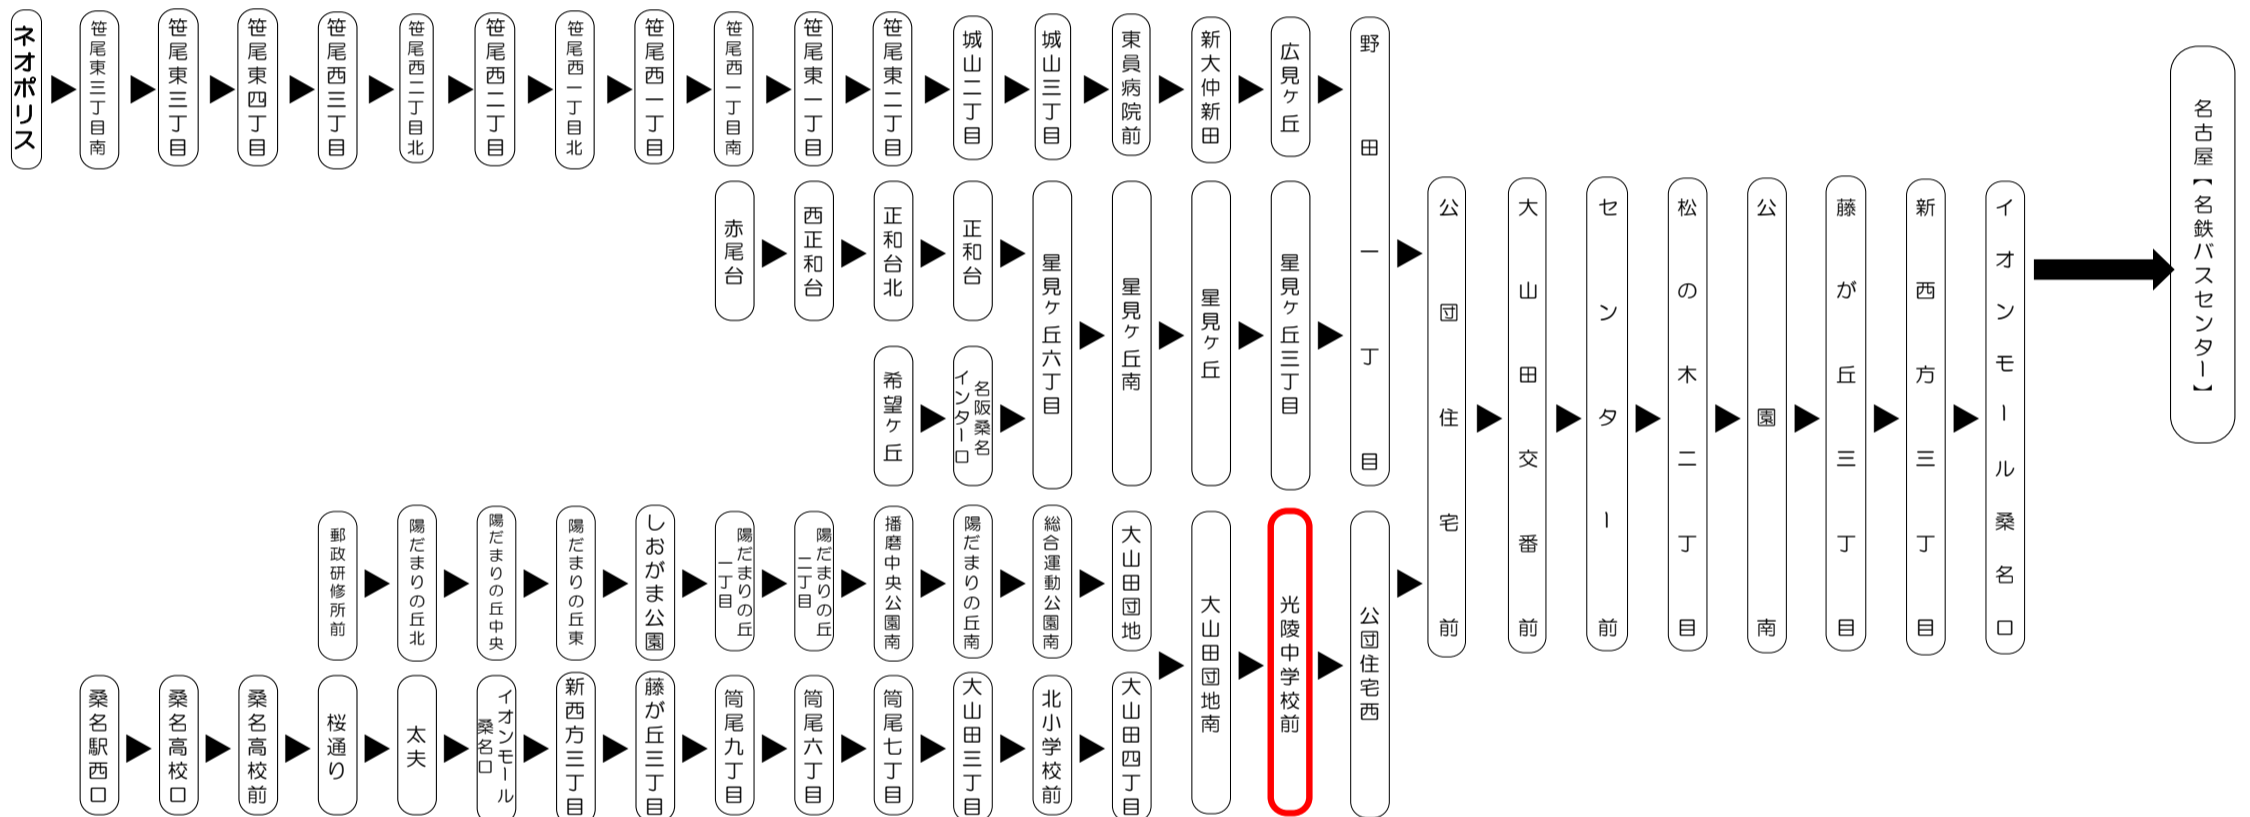 ネオポリス
笹尾東三丁目南
笹尾東三丁目
笹尾東四丁目
笹尾西三丁目
笹尾西二丁目北
笹尾西二丁目
笹尾西一丁目北
笹尾西一丁目
笹尾西一丁目南
笹尾東一丁目
笹尾東二丁目
城山二丁目
城山三丁目
東員病院前
新大仲新田
広見ヶ丘
野田一丁目
赤尾台
西正和台
正和台北
正和台
希望ヶ丘
名阪桑名
インター口
星見ヶ丘六丁目
星見ヶ丘南
星見ヶ丘
星見ヶ丘三丁目
郵政研修所前
陽だまりの丘北
陽だまりの丘中央
陽だまりの丘東
しおがま公園
陽だまりの丘
一丁目
陽だまりの丘
二丁目
播磨中央公園南
陽だまりの丘南
総合運動公園南
大山田団地
桑名駅西口
桑名高校口
桑名高校前
桜通り
太夫
イオンモール
桑名口
新西方三丁目
藤が丘三丁目
筒尾九丁目
筒尾六丁目
筒尾七丁目
大山田三丁目
北小学校前
大山田四丁目
大山田団地南
光陵中学校前
公団住宅西
公団住宅前
大山田交番前
センター前
松の木二丁目
公園南
藤が丘三丁目
新西方三丁目
イオンモール桑名口
名古屋【名鉄バスセンター】